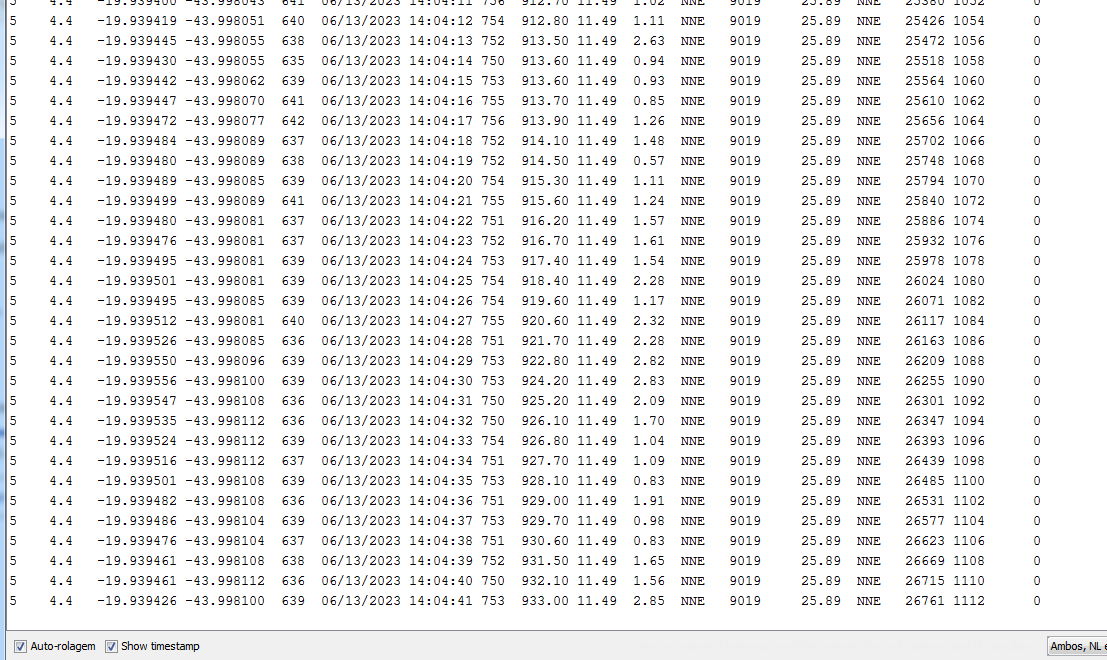 5 4.4 -19.939400 -43.998043 641 06/13/2023 14:04:11 756 912.70 11.49 1.02 NNE 9019 25.89 NNE 25380 1052 0
5 4.4 -19.939419 -43.998051 640 06/13/2023 14:04:12 754 912.80 11.49 1.11 NNE 9019 25.89 NNE 25426 1054 0
5 4.4 -19.939445 -43.998055 638 06/13/2023 14:04:13 752 913.50 11.49 2.63 NNE 9019 25.89 NNE 25472 1056 0
5 4.4 -19.939430 -43.998055 635 06/13/2023 14:04:14 750 913.60 11.49 0.94 NNE 9019 25.89 NNE 25518 1058 0
5 4.4 -19.939442 -43.998062 639 06/13/2023 14:04:15 753 913.60 11.49 0.93 NNE 9019 25.89 NNE 25564 1060 0
5 4.4 -19.939447 -43.998070 641 06/13/2023 14:04:16 755 913.70 11.49 0.85 NNE 9019 25.89 NNE 25610 1062 0
5 4.4 -19.939472 -43.998077 642 06/13/2023 14:04:17 756 913.90 11.49 1.26 NNE 9019 25.89 NNE 25656 1064 0
5 4.4 -19.939484 -43.998089 637 06/13/2023 14:04:18 752 914.10 11.49 1.48 NNE 9019 25.89 NNE 25702 1066 0
5 4.4 -19.939480 -43.998089 638 06/13/2023 14:04:19 752 914.50 11.49 0.57 NNE 9019 25.89 NNE 25748 1068 0
5 4.4 -19.939489 -43.998085 639 06/13/2023 14:04:20 754 915.30 11.49 1.11 NNE 9019 25.89 NNE 25794 1070 0
5 4.4 -19.939499 -43.998089 641 06/13/2023 14:04:21 755 915.60 11.49 1.24 NNE 9019 25.89 NNE 25840 1072 0
5 4.4 -19.939480 -43.998081 637 06/13/2023 14:04:22 751 916.20 11.49 1.57 NNE 9019 25.89 NNE 25886 1074 0
5 4.4 -19.939476 -43.998081 637 06/13/2023 14:04:23 752 916.70 11.49 1.61 NNE 9019 25.89 NNE 25932 1076 0
5 4.4 -19.939495 -43.998081 639 06/13/2023 14:04:24 753 917.40 11.49 1.54 NNE 9019 25.89 NNE 25978 1078 0
5 4.4 -19.939501 -43.998081 639 06/13/2023 14:04:25 754 918.40 11.49 2.28 NNE 9019 25.89 NNE 26024 1080 0
5 4.4 -19.939495 -43.998085 639 06/13/2023 14:04:26 754 919.60 11.49 1.17 NNE 9019 25.89 NNE 26071 1082 0
5 4.4 -19.939512 -43.998081 640 06/13/2023 14:04:27 755 920.60 11.49 2.32 NNE 9019 25.89 NNE 26117 1084 0
5 4.4 -19.939526 -43.998085 636 06/13/2023 14:04:28 751 921.70 11.49 2.28 NNE 9019 25.89 NNE 26163 1086 0
5 4.4 -19.939550 -43.998096 639 06/13/2023 14:04:29 753 922.80 11.49 2.82 NNE 9019 25.89 NNE 26209 1088 0
5 4.4 -19.939556 -43.998100 639 06/13/2023 14:04:30 753 924.20 11.49 2.83 NNE 9019 25.89 NNE 26255 1090 0
5 4.4 -19.939547 -43.998108 636 06/13/2023 14:04:31 750 925.20 11.49 2.09 NNE 9019 25.89 NNE 26301 1092 0
5 4.4 -19.939535 -43.998112 636 06/13/2023 14:04:32 750 926.10 11.49 1.70 NNE 9019 25.89 NNE 26347 1094 0
5 4.4 -19.939524 -43.998112 639 06/13/2023 14:04:33 754 926.80 11.49 1.04 NNE 9019 25.89 NNE 26393 1096 0
5 4.4 -19.939516 -43.998112 637 06/13/2023 14:04:34 751 927.70 11.49 1.09 NNE 9019 25.89 NNE 26439 1098 0
5 4.4 -19.939501 -43.998108 639 06/13/2023 14:04:35 753 928.10 11.49 0.83 NNE 9019 25.89 NNE 26485 1100 0
5 4.4 -19.939482 -43.998108 636 06/13/2023 14:04:36 751 929.00 11.49 1.91 NNE 9019 25.89 NNE 26531 1102 0
5 4.4 -19.939486 -43.998104 639 06/13/2023 14:04:37 753 929.70 11.49 0.98 NNE 9019 25.89 NNE 26577 1104 0
5 4.4 -19.939476 -43.998104 637 06/13/2023 14:04:38 751 930.60 11.49 0.83 NNE 9019 25.89 NNE 26623 1106 0
5 4.4 -19.939461 -43.998108 638 06/13/2023 14:04:39 752 931.50 11.49 1.65 NNE 9019 25.89 NNE 26669 1108 0
5 4.4 -19.939461 -43.998112 636 06/13/2023 14:04:40 750 932.10 11.49 1.56 NNE 9019 25.89 NNE 26715 1110 0
5 4.4 -19.939426 -43.998100 639 06/13/2023 14:04:41 753 933.00 11.49 2.85 NNE 9019 25.89 NNE 26761 1112 0
Auto-rolagem Show timestamp Ambos, NL e